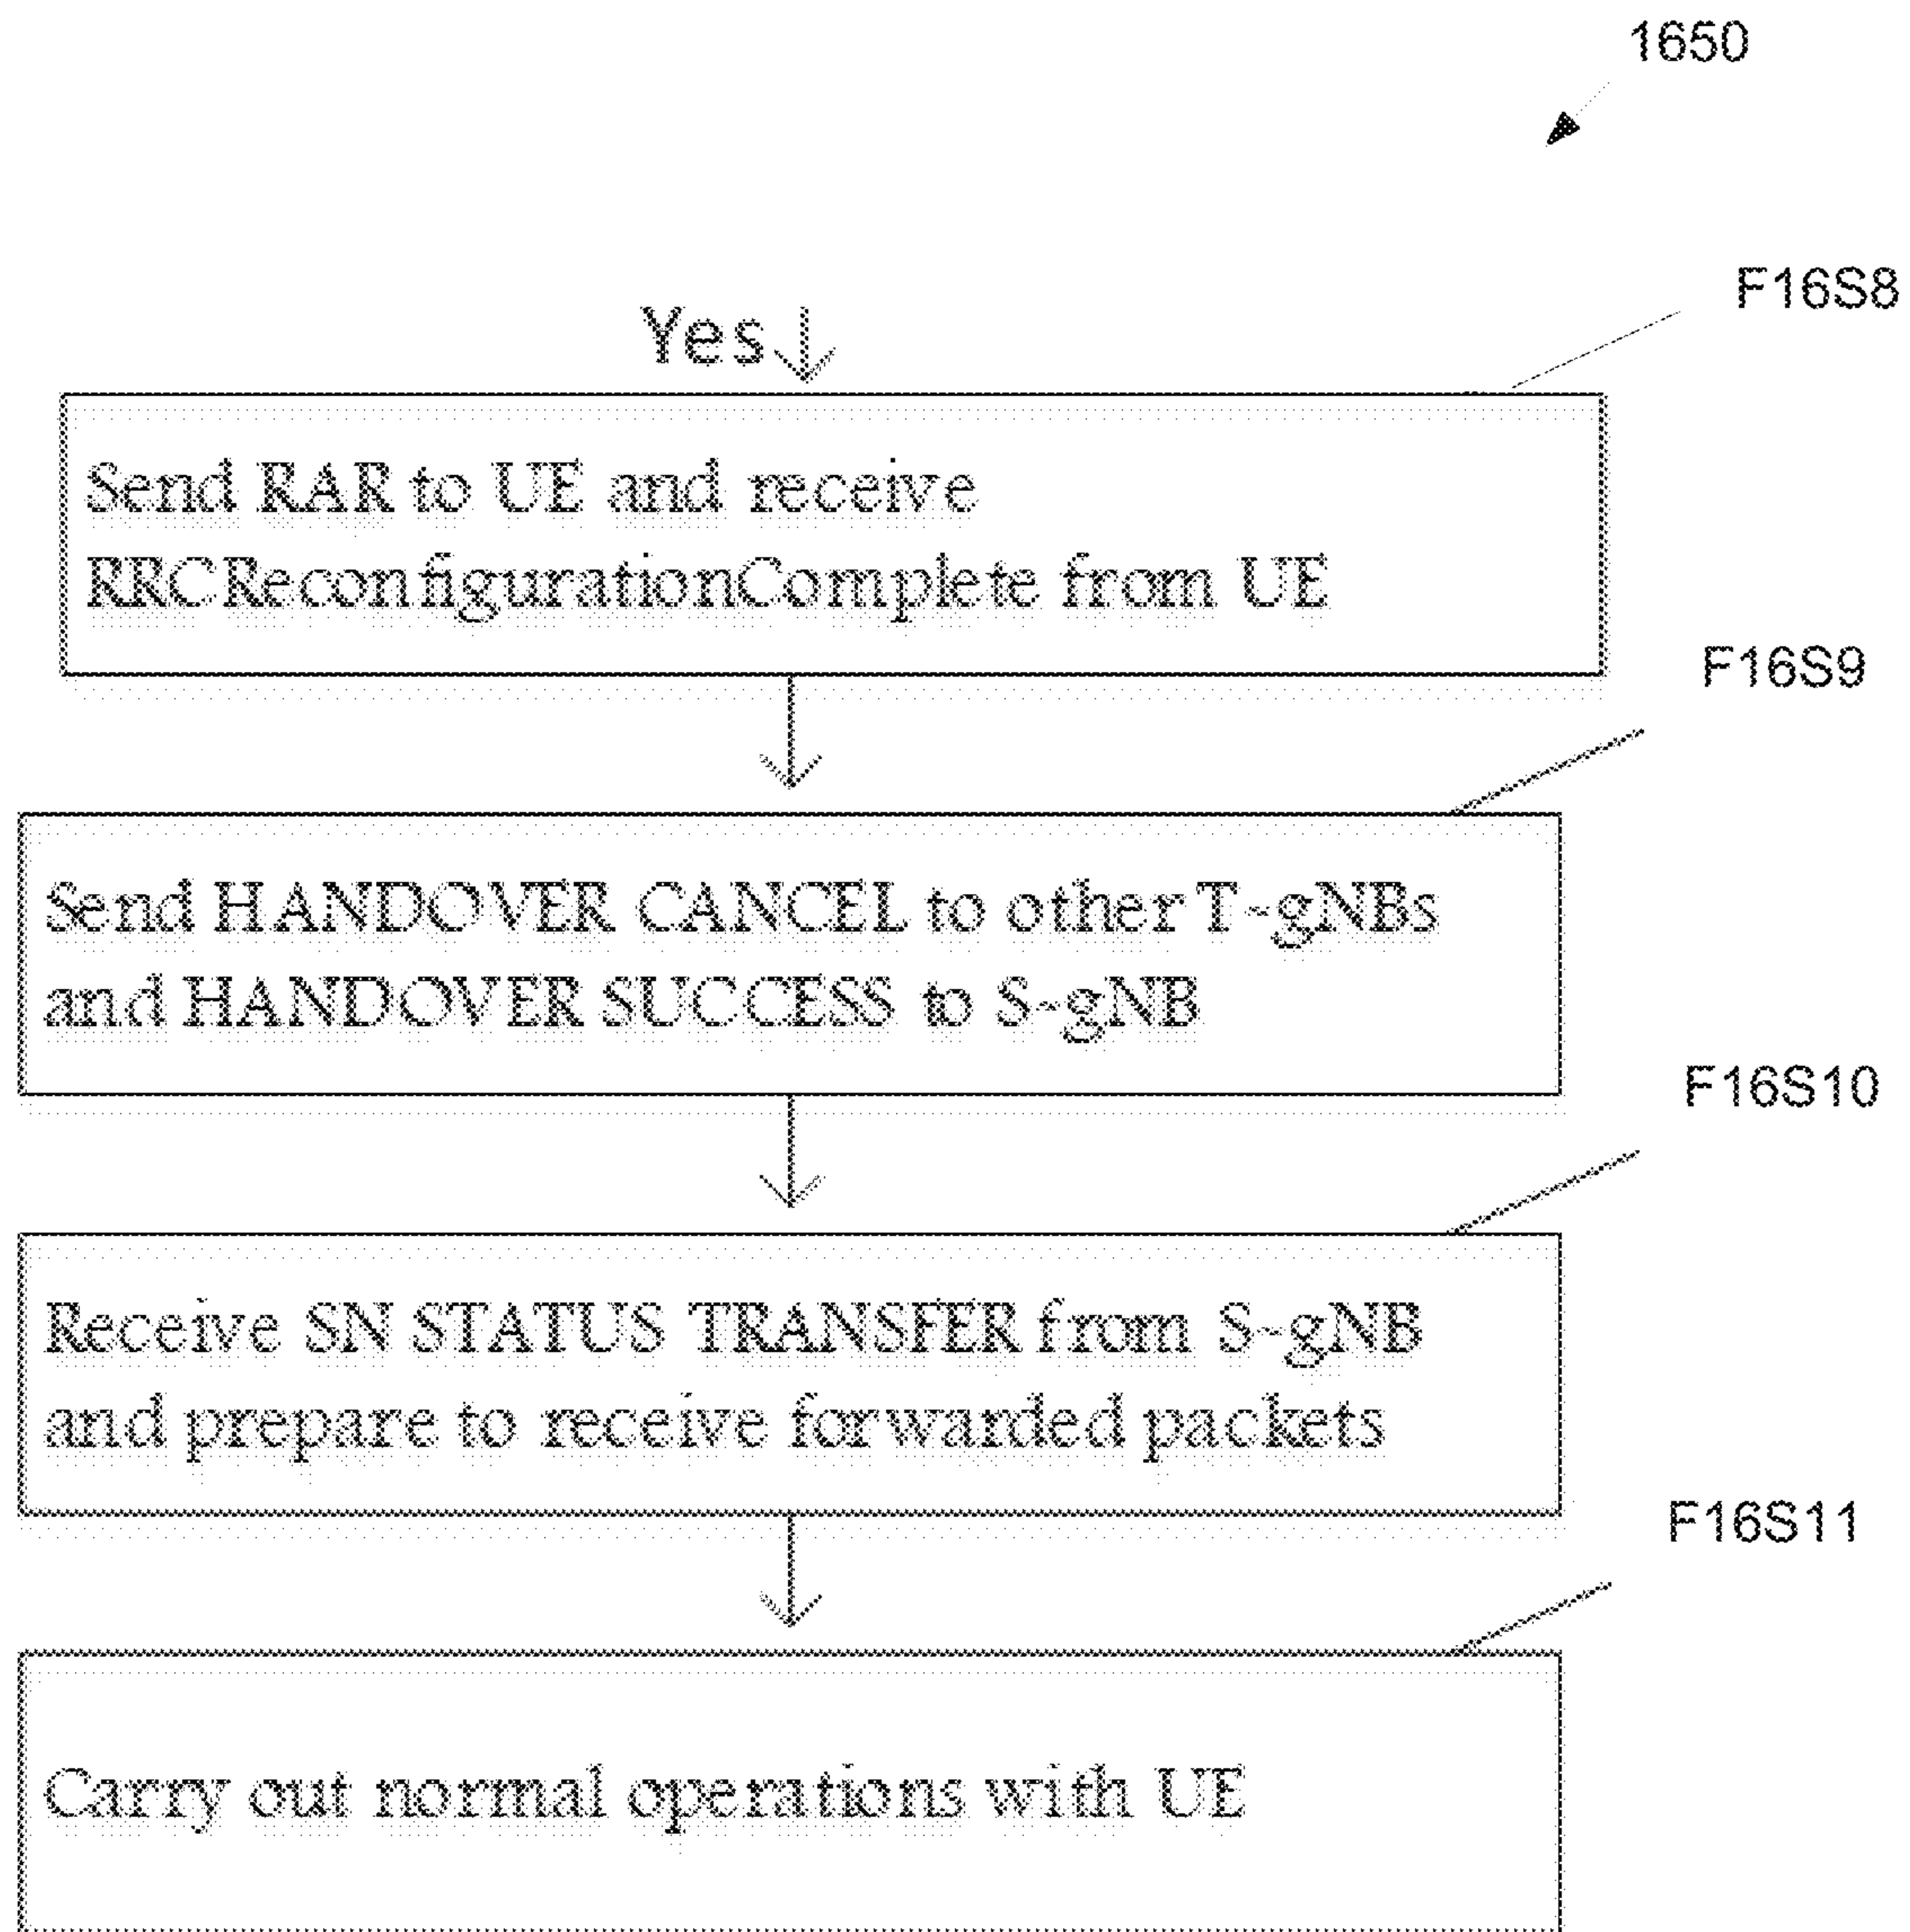 1650
F16S8
Yes
Send RAR to UE and receive
RRCReconfigurationComplete from UE
F16S9
Send HANDOVER CANCEL to other T-gNBs
and HANDOVER SUCCESS to S-gNB
F16S10
Receive SN STATUS TRANSFER from S-gNB
and prepare to receive forwarded packets
F16S11
Carry out normal operations with UE